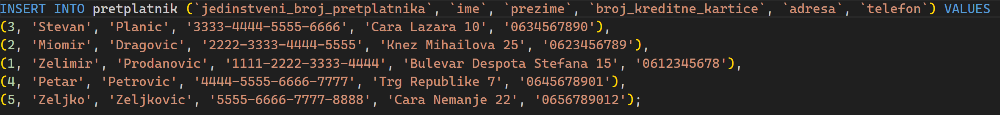 INSERT INTO pretplatnik (`jedinstveni_broj_pretplatnika`, `ime`, `prezime`, `broj_kreditne_kartice`, `adresa`, `telefon`) VALUES
(3, 'Stevan', 'Planic', '3333-4444-5555-6666', 'Cara Lazara 10', '0634567890'),
(2, 'Miomir', 'Dragovic', '2222-3333-4444-5555', 'Knez Mihailova 25', '0623456789'),
(1, 'Zelimir', 'Prodanovic', '1111-2222-3333-4444', 'Bulevar Despota Stefana 15', '0612345678'),
(4, 'Petar', 'Petrovic', '4444-5555-6666-7777', 'Trg Republike 7', '0645678901'),
(5, 'Zeljko', 'Zeljkovic', '5555-6666-7777-8888', 'Cara Nemanje 22', '0656789012');